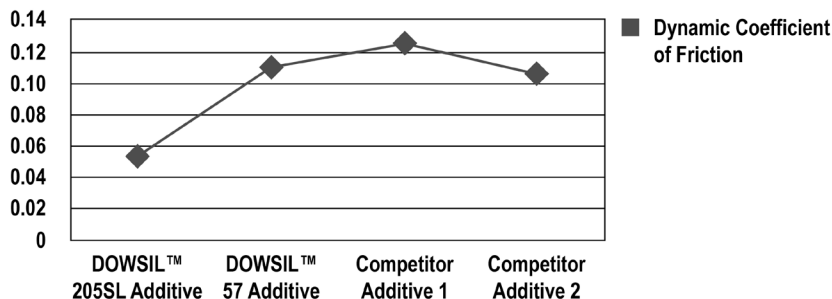 0.14
0.12
0.10
0.08
0.06
0.04
0.02
0
DOWSIL™
205SL Additive
DOWSIL™
57 Additive
Competitor
Additive 1
Competitor
Additive 2
Dynamic Coefficient
of Friction